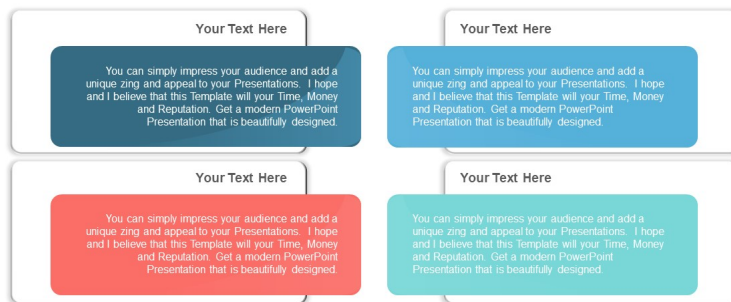 Your Text Here
You can simply impress your audience and add a
unique zing and appeal to your Presentations. I hope
and I believe that this Template will your Time, Money
and Reputation. Get a modern PowerPoint
Presentation that is beautifully designed.
Your Text Here
You can simply impress your audience and add a
unique zing and appeal to your Presentations. I hope
and I believe that this Template will your Time, Money
and Reputation. Get a modern PowerPoint
Presentation that is beautifully designed.
Your Text Here
You can simply impress your audience and add a
unique zing and appeal to your Presentations. I hope
and I believe that this Template will your Time, Money
and Reputation. Get a modern PowerPoint
Presentation that is beautifully designed.
Your Text Here
You can simply impress your audience and add a
unique zing and appeal to your Presentations. I hope
and I believe that this Template will your Time, Money
and Reputation. Get a modern PowerPoint
Presentation that is beautifully designed.